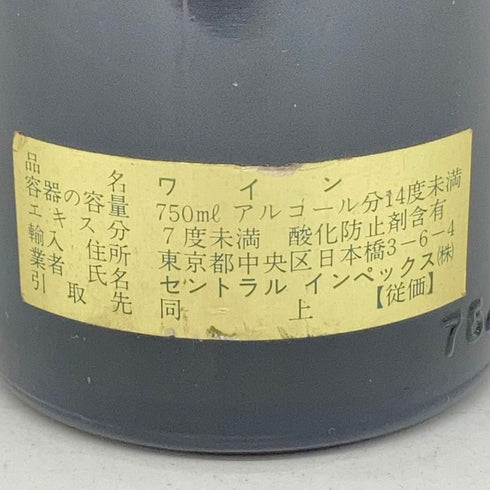 品名 ワイン
容器の容量 750mℓ アルコール分14度未満
エキス分 7度未満 酸化防止剤含有
輸入業者 住所 東京都中央区日本橋3-6-4
氏名 セントラル インペックス㈱
引取先 同上 【従価】